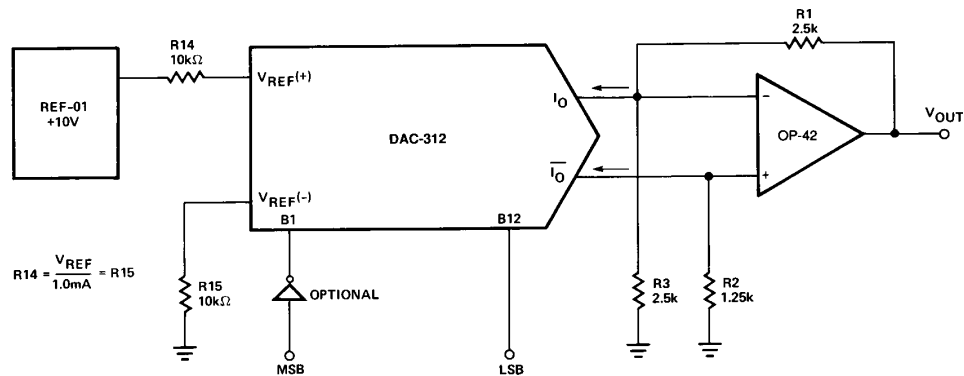 R1
2.5k
R14
10kΩ
REF-01
+10V
VREF(+)
DAC-312
IO
IO
VREF(-)
B1
B12
−
+
OP-42
VOUT
R14 = VREF / 1.0mA = R15
R15
10kΩ
OPTIONAL
R3
2.5k
R2
1.25k
MSB
LSB